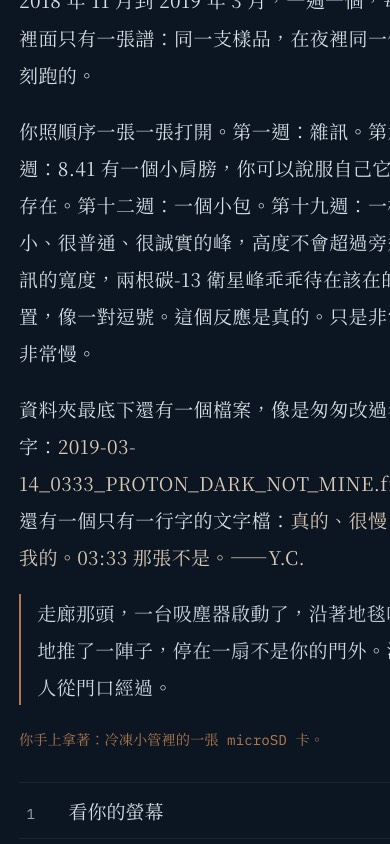 2018 年 11 月到 2019 年 3 月，一週一個，
裡面只有一張譜：同一支樣品，在夜裡同一
刻跑的。
你照順序一張一張打開。第一週：雜訊。第
週：8.41 有一個小肩膀，你可以說服自己它
存在。第十二週：一個小包。第十九週：一
小、很普通、很誠實的峰，高度不會超過旁
訊的寬度，兩根碳-13 衛星峰乖乖待在該在的
置，像一對逗號。這個反應是真的。只是非
非常慢。
資料夾最底下還有一個檔案，像是匆匆改過
字：2019-03-
14_0333_PROTON_DARK_NOT_MINE.f
還有一個只有一行字的文字檔：真的、很慢
我的。03:33 那張不是。——Y.C.
走廊那頭，一台吸塵器啟動了，沿著地毯
地推了一陣子，停在一扇不是你的門外。
人從門口經過。
你手上拿著：冷凍小管裡的一張 microSD 卡。
1 看你的螢幕